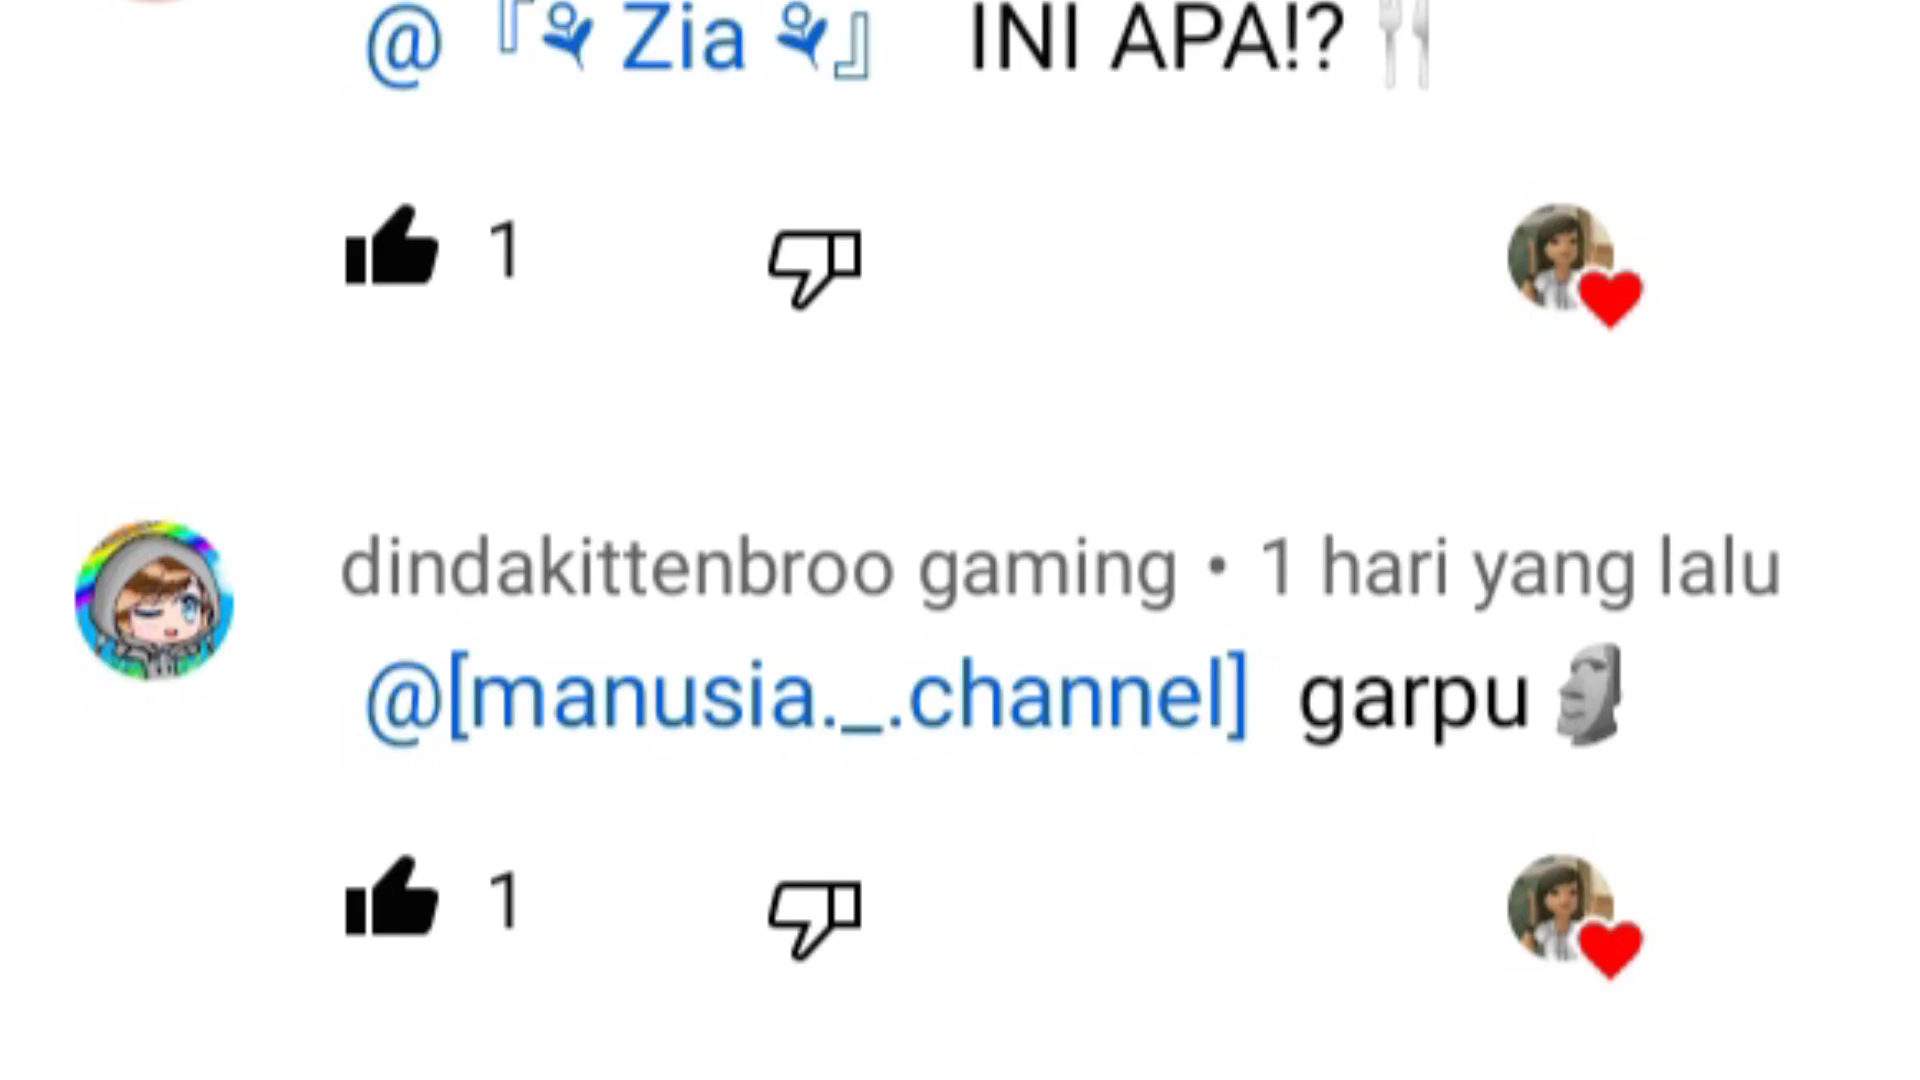 @『⚘ Zia ⚘』 INI APA!? 🍴
1
dindakittenbroo gaming • 1 hari yang lalu
@[manusia._.channel] garpu🗿
1